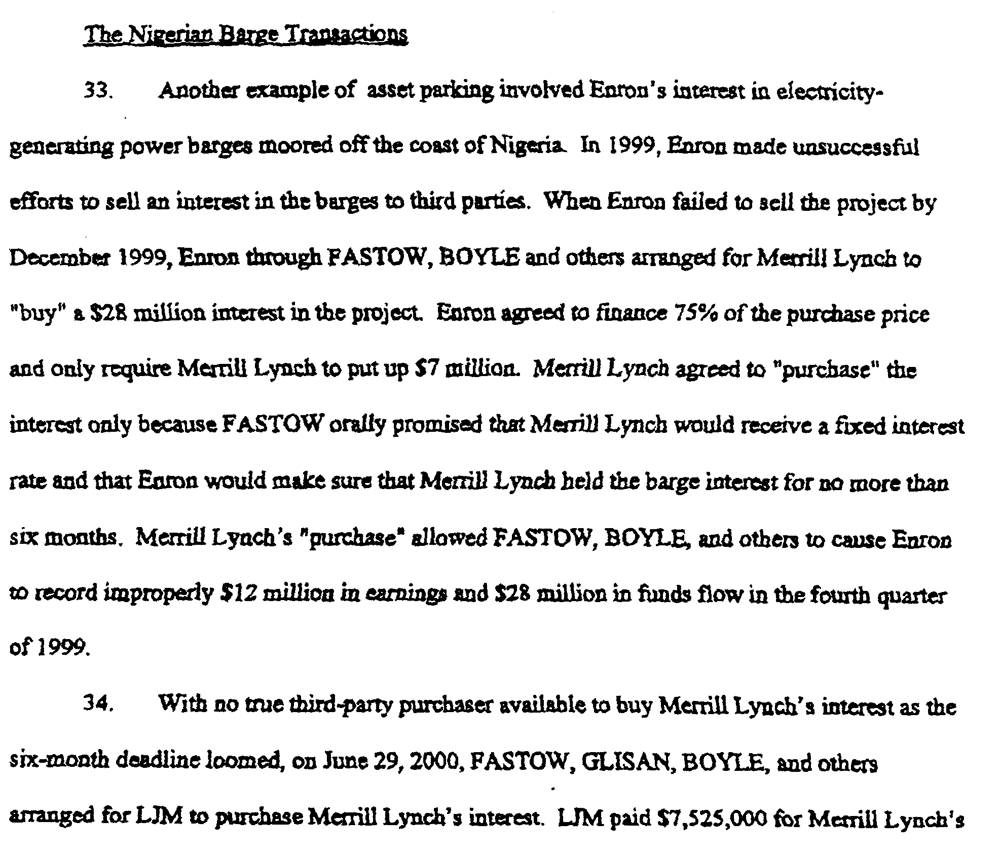 The Nigerian Barge Transactions
33. Another example of asset parking involved Enron's interest in electricity-
generating power barges moored off the coast of Nigeria. In 1999, Enron made unsuccessful
efforts to sell an interest in the barges to third parties. When Enron failed to sell the project by
December 1999, Enron through FASTOW, BOYLE and others arranged for Merrill Lynch to
"buy" a $28 million interest in the project. Enron agreed to finance 75% of the purchase price
and only require Merrill Lynch to put up $7 million. Merrill Lynch agreed to "purchase" the
interest only because FASTOW orally promised that Merrill Lynch would receive a fixed interest
rate and that Enron would make sure that Merrill Lynch held the barge interest for no more than
six months. Merrill Lynch's "purchase" allowed FASTOW, BOYLE, and others to cause Enron
to record improperly $12 million in earnings and $28 million in funds flow in the fourth quarter
of 1999.
34. With no true third-party purchaser available to buy Merrill Lynch's interest as the
six-month deadline loomed, on June 29, 2000, FASTOW, GLISAN, BOYLE, and others
arranged for LJM to purchase Merrill Lynch's interest. LJM paid $7,525,000 for Merrill Lynch's